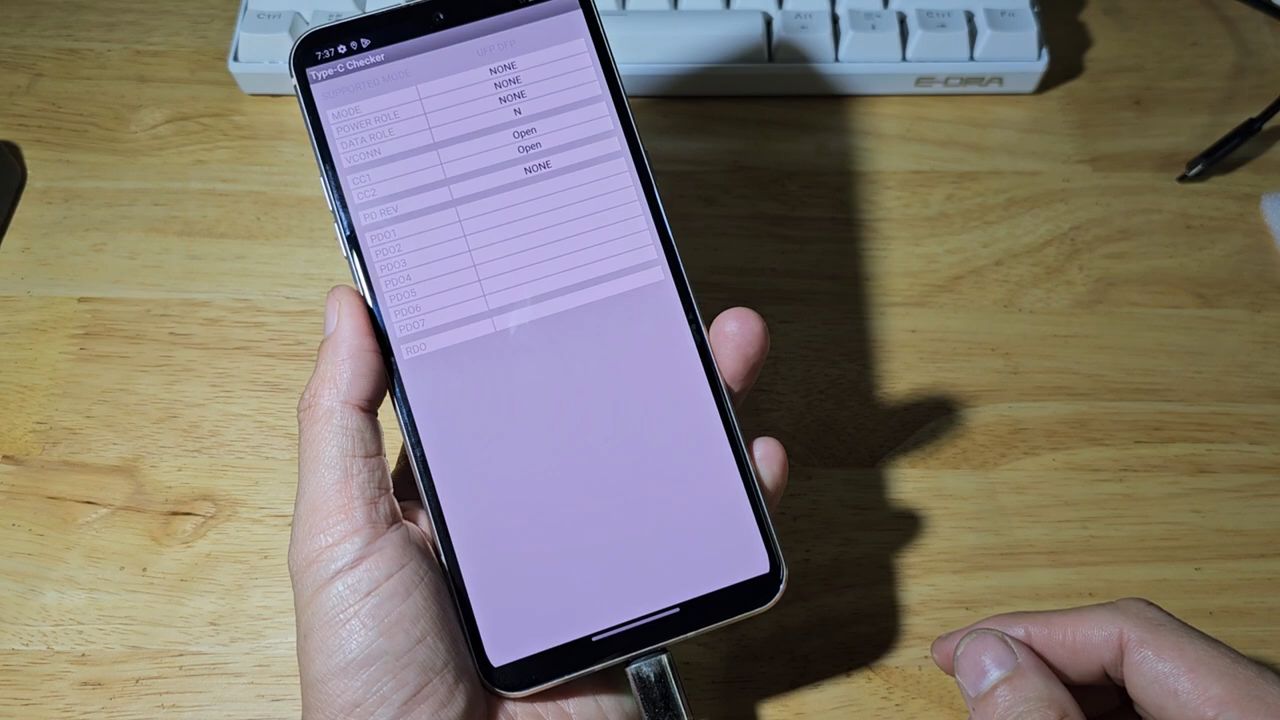 Ctrl
Alt
Ctrl
Fn
E-DRA
7:37
Type-C Checker
SUPPORTED MODE UFP DFP
MODE NONE
POWER ROLE NONE
DATA ROLE NONE
VCONN N
CC1 Open
CC2 Open
PD REV NONE
PDO1
PDO2
PDO3
PDO4
PDO5
PDO6
PDO7
RDO